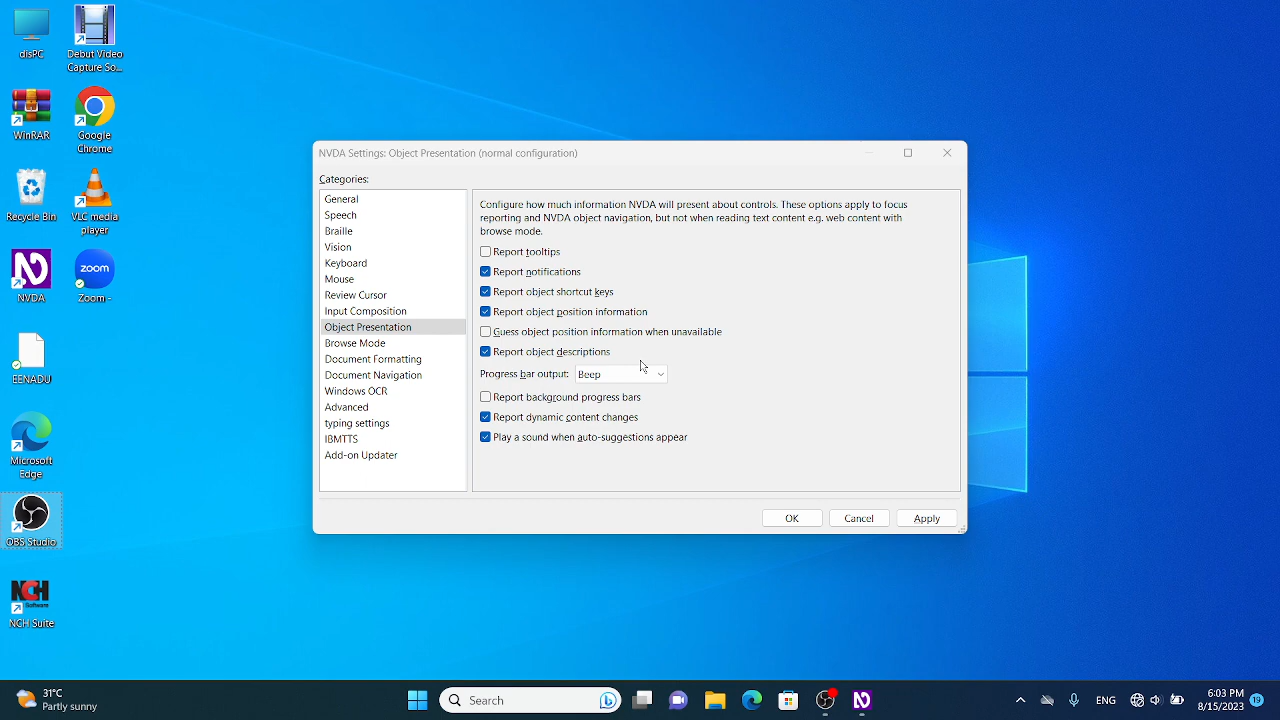 disPC
Debut Video
Capture So...
WinRAR
Google
Chrome
Recycle Bin
VLC media
player
NVDA
zoom
Zoom -
EENADU
Microsoft
Edge
OBS Studio
NCH
Software
NCH Suite
NVDA Settings: Object Presentation (normal configuration)
Categories:
General
Speech
Braille
Vision
Keyboard
Mouse
Review Cursor
Input Composition
Object Presentation
Browse Mode
Document Formatting
Document Navigation
Windows OCR
Advanced
typing settings
IBMTTS
Add-on Updater
Configure how much information NVDA will present about controls. These options apply to focus
reporting and NVDA object navigation, but not when reading text content e.g. web content with
browse mode.
Report tooltips
Report notifications
Report object shortcut keys
Report object position information
Guess object position information when unavailable
Report object descriptions
Progress bar output: Beep
Report background progress bars
Report dynamic content changes
Play a sound when auto-suggestions appear
OK
Cancel
Apply
31°C
Partly sunny
Search
ENG
6:03 PM
8/15/2023
19